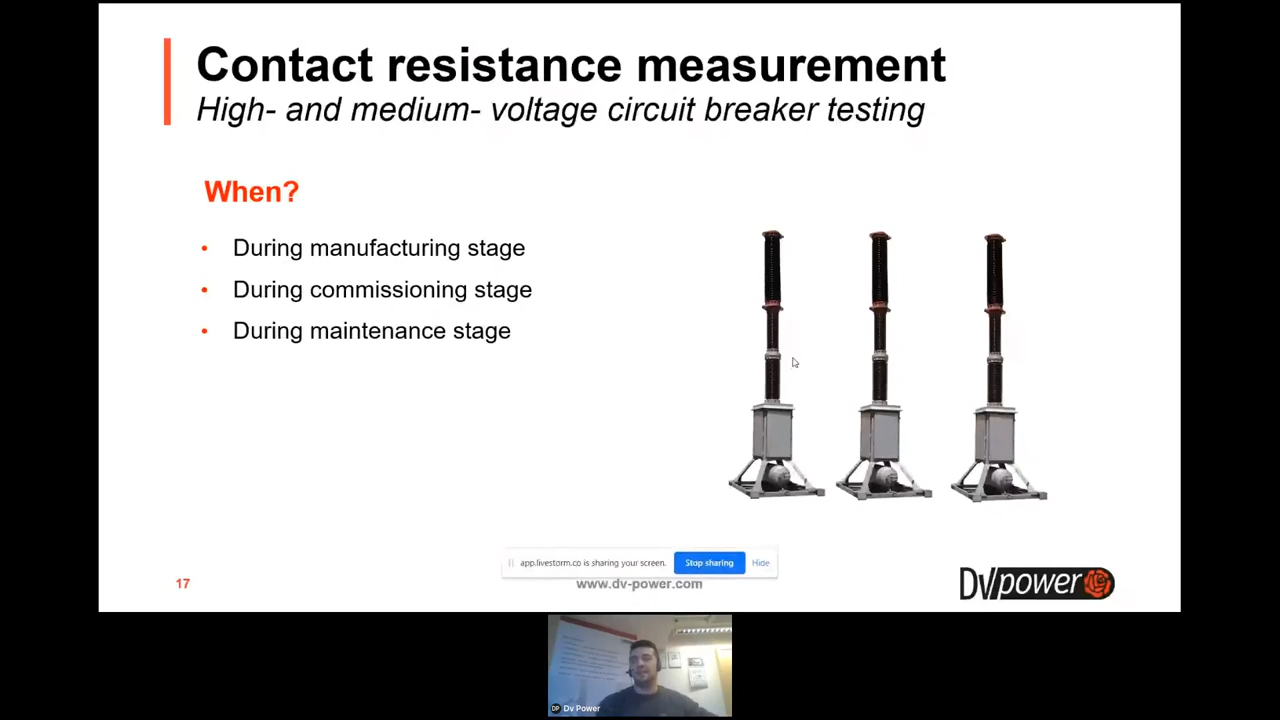 Contact resistance measurement
High- and medium- voltage circuit breaker testing
When?
• During manufacturing stage
• During commissioning stage
• During maintenance stage
app.livestorm.co is sharing your screen.
Stop sharing
Hide
17
www.dv-power.com
DV power
DP
Dv Power